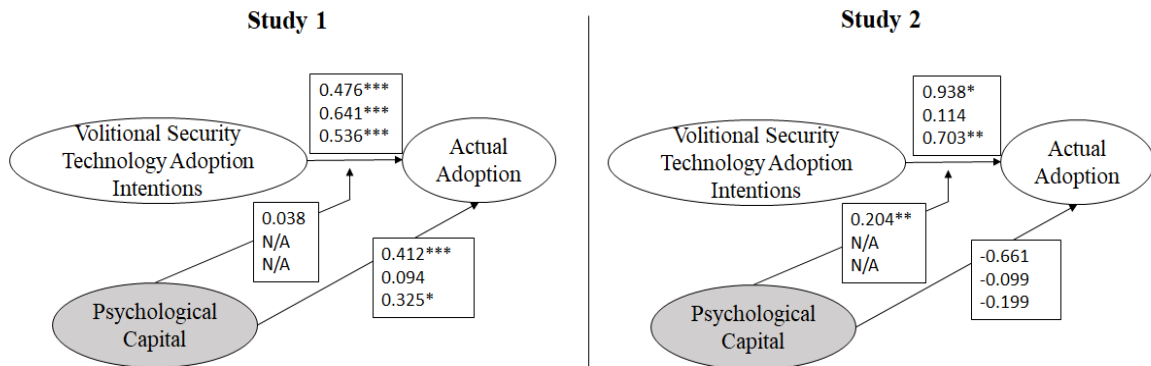 Study 1
0.476***
0.641***
0.536***
Volitional Security
Technology Adoption
Intentions
Actual
Adoption
0.038
N/A
N/A
0.412***
0.094
0.325*
Psychological
Capital
Study 2
0.938*
0.114
0.703**
Volitional Security
Technology Adoption
Intentions
Actual
Adoption
0.204**
N/A
N/A
-0.661
-0.099
-0.199
Psychological
Capital